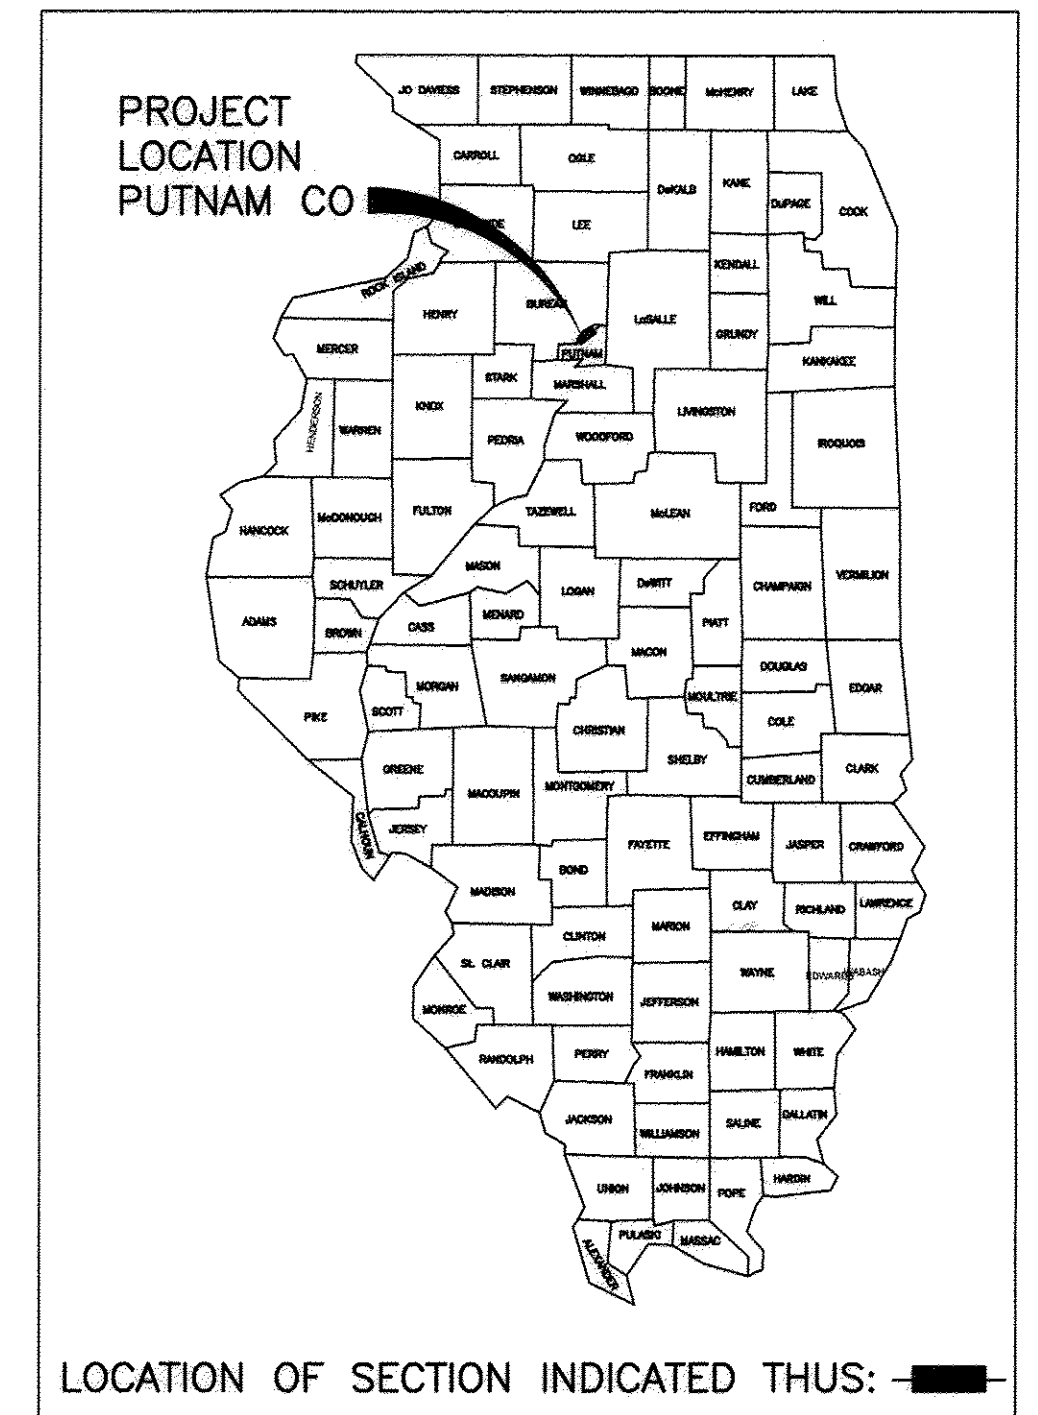 PROJECT
LOCATION
PUTNAM CO
JO DAVIESS
STEPHENSON
WINNEBAGO
BOONE
McHENRY
LAKE
CARROLL
OGLE
DeKALB
KANE
DuPAGE
COOK
LEE
KENDALL
ROCK ISLAND
HENRY
BUREAU
LaSALLE
GRUNDY
WILL
MERCER
PUTNAM
KANKAKEE
STARK
MARSHALL
HENDERSON
WARREN
KNOX
PEORIA
WOODFORD
LIVINGSTON
IROQUOIS
HANCOCK
McDONOUGH
FULTON
TAZEWELL
McLEAN
FORD
MASON
SCHUYLER
LOGAN
DeWITT
CHAMPAIGN
VERMILION
ADAMS
BROWN
CASS
MENARD
PIATT
MACON
PIKE
SCOTT
MORGAN
SANGAMON
MOULTRIE
DOUGLAS
EDGAR
CHRISTIAN
COLE
GREENE
MACOUPIN
MONTGOMERY
SHELBY
CUMBERLAND
CLARK
CALHOUN
JERSEY
FAYETTE
EFFINGHAM
JASPER
CRAWFORD
MADISON
BOND
CLAY
RICHLAND
LAWRENCE
ST. CLAIR
CLINTON
MARION
WAYNE
EDWARDS
WABASH
MONROE
WASHINGTON
JEFFERSON
RANDOLPH
PERRY
FRANKLIN
HAMILTON
WHITE
JACKSON
WILLIAMSON
SALINE
GALLATIN
UNION
JOHNSON
POPE
HARDIN
ALEXANDER
PULASKI
MASSAC
LOCATION OF SECTION INDICATED THUS: